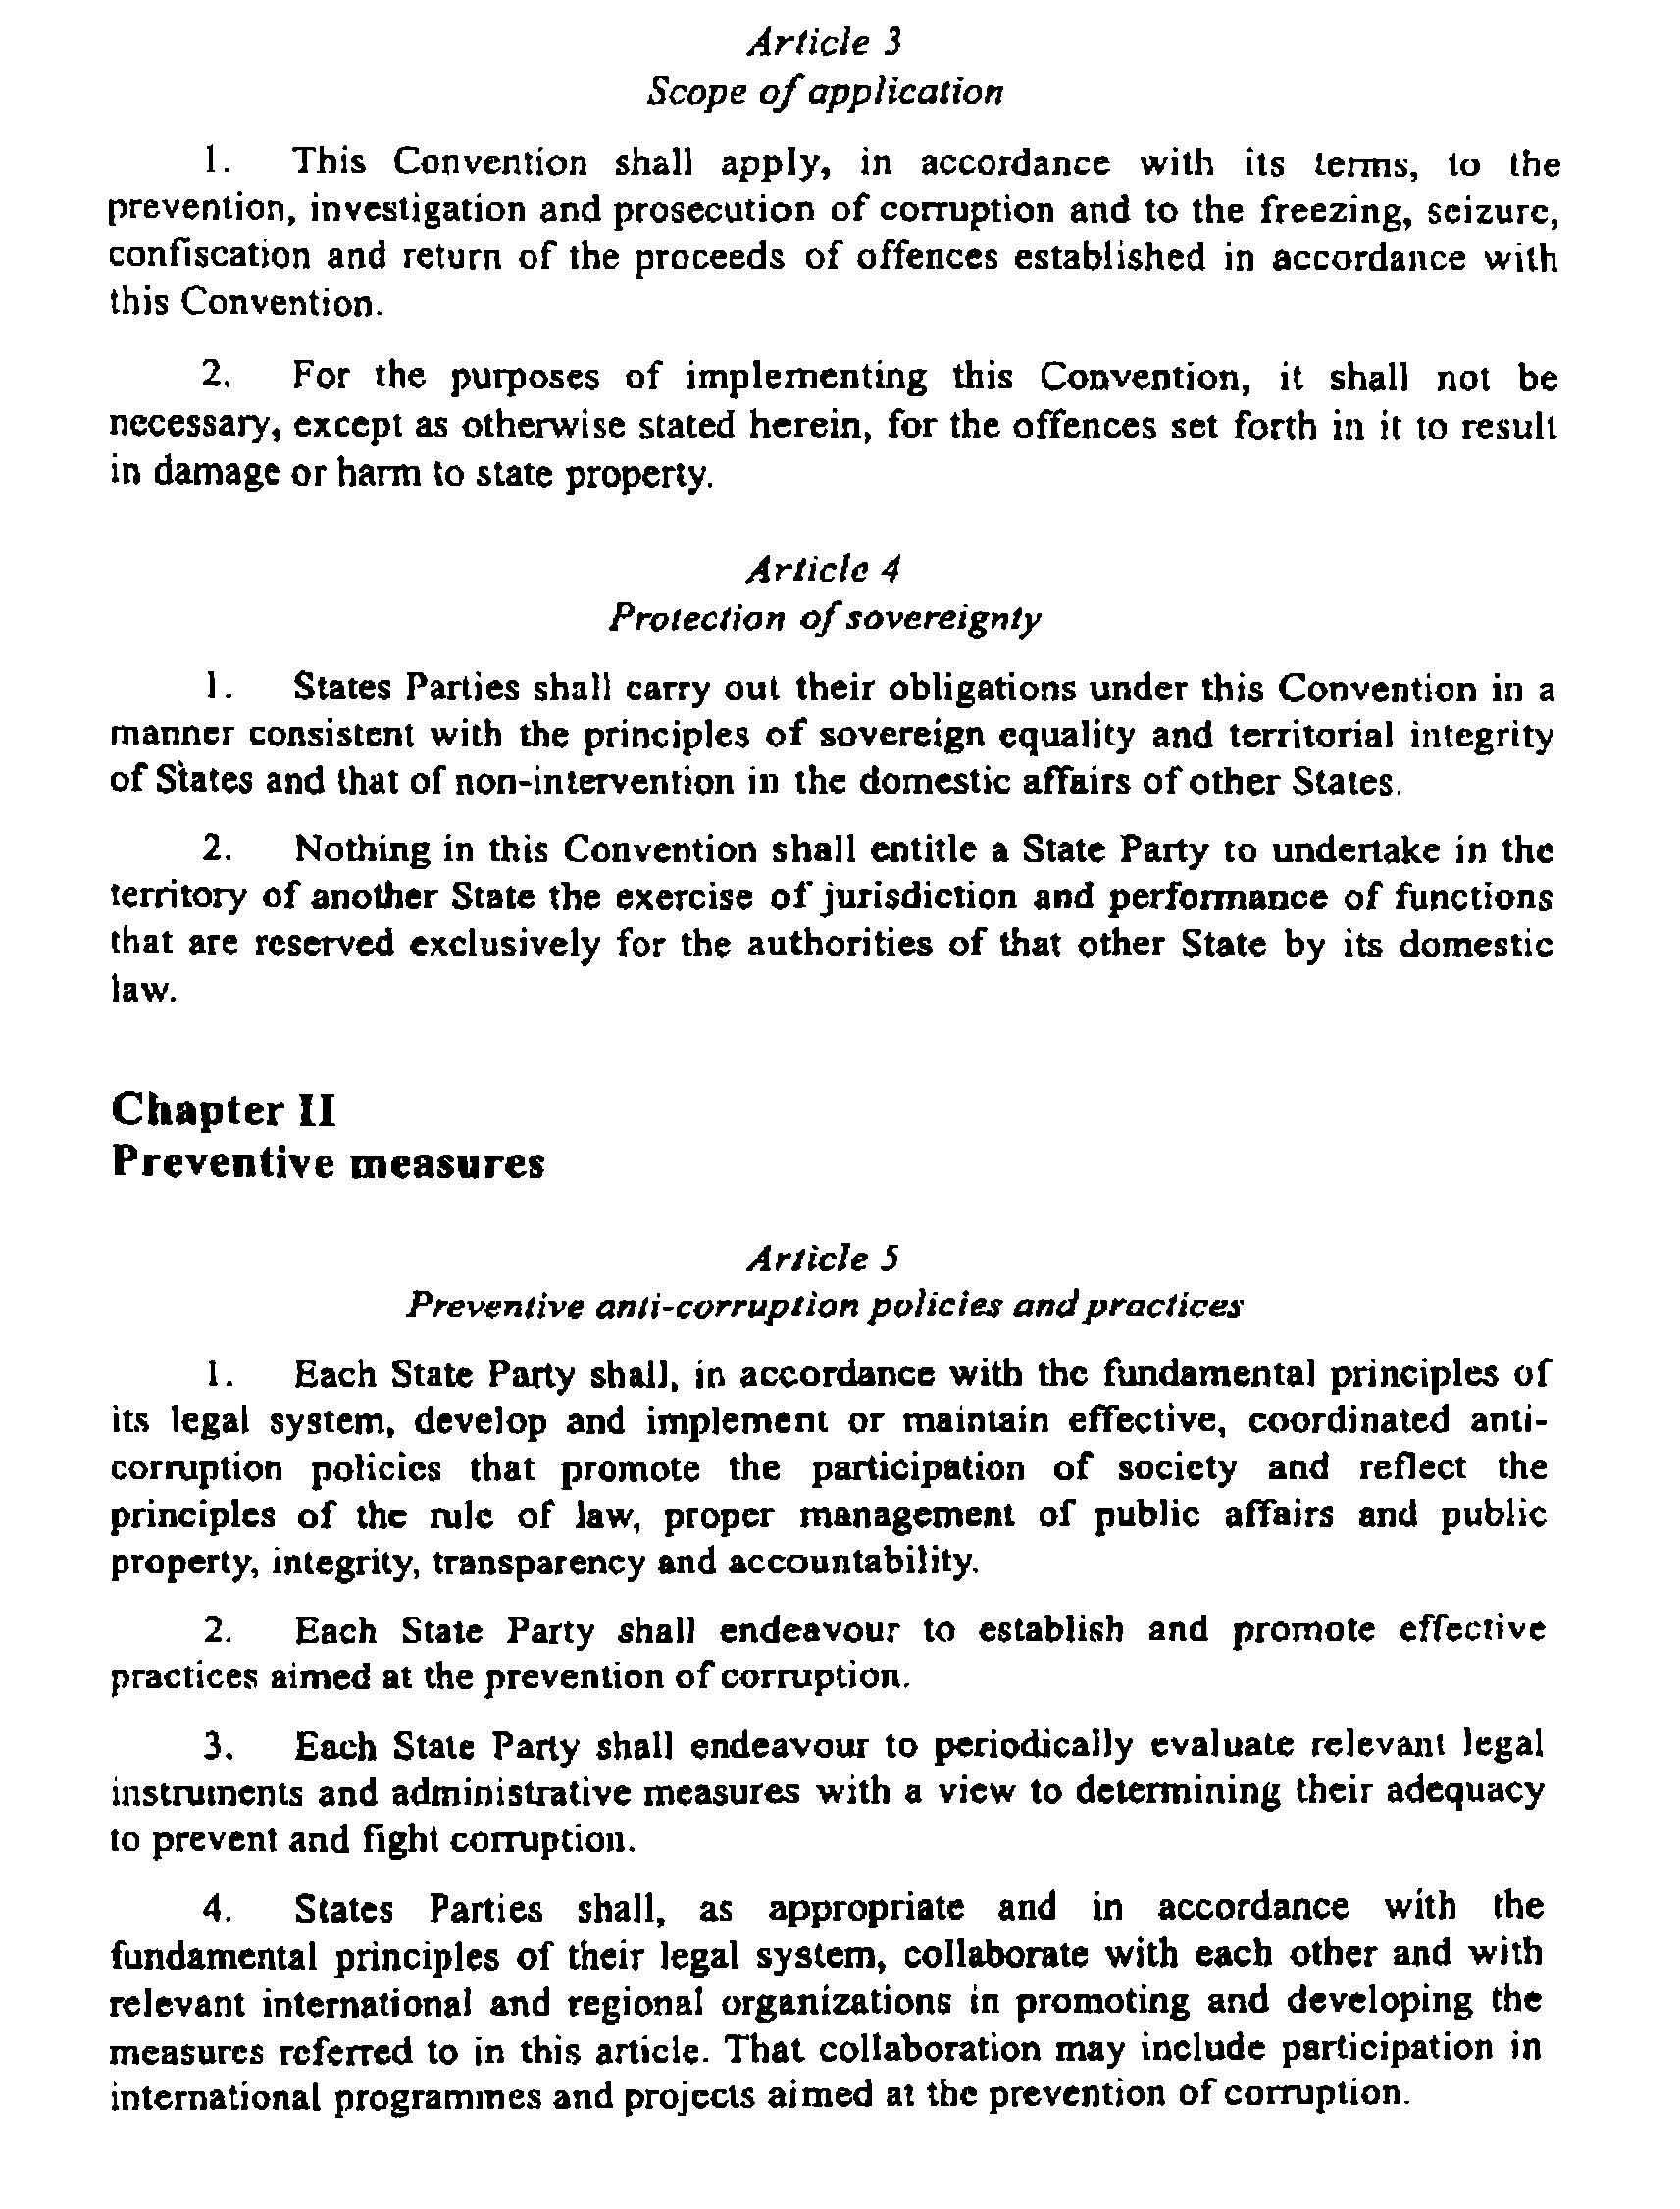 Article 3
Scope of application
1. This Convention shall apply, in accordance with its terms, to the
prevention, investigation and prosecution of corruption and to the freezing, seizure,
confiscation and return of the proceeds of offences established in accordance with
this Convention.
2. For the purposes of implementing this Convention, it shall not be
necessary, except as otherwise stated herein, for the offences set forth in it to result
in damage or harm to state property.
Article 4
Protection of sovereignty
1. States Parties shall carry out their obligations under this Convention in a
manner consistent with the principles of sovereign equality and territorial integrity
of States and that of non-intervention in the domestic affairs of other States.
2. Nothing in this Convention shall entitle a State Party to undertake in the
territory of another State the exercise of jurisdiction and performance of functions
that are reserved exclusively for the authorities of that other State by its domestic
law.
Chapter II
Preventive measures
Article 5
Preventive anti-corruption policies and practices
1. Each State Party shall, in accordance with the fundamental principles of
its legal system, develop and implement or maintain effective, coordinated anti-
corruption policies that promote the participation of society and reflect the
principles of the rule of law, proper management of public affairs and public
property, integrity, transparency and accountability.
2. Each State Party shall endeavour to establish and promote effective
practices aimed at the prevention of corruption.
3. Each State Party shall endeavour to periodically evaluate relevant legal
instruments and administrative measures with a view to determining their adequacy
to prevent and fight corruption.
4. States Parties shall, as appropriate and in accordance with the
fundamental principles of their legal system, collaborate with each other and with
relevant international and regional organizations in promoting and developing the
measures referred to in this article. That collaboration may include participation in
international programmes and projects aimed at the prevention of corruption.